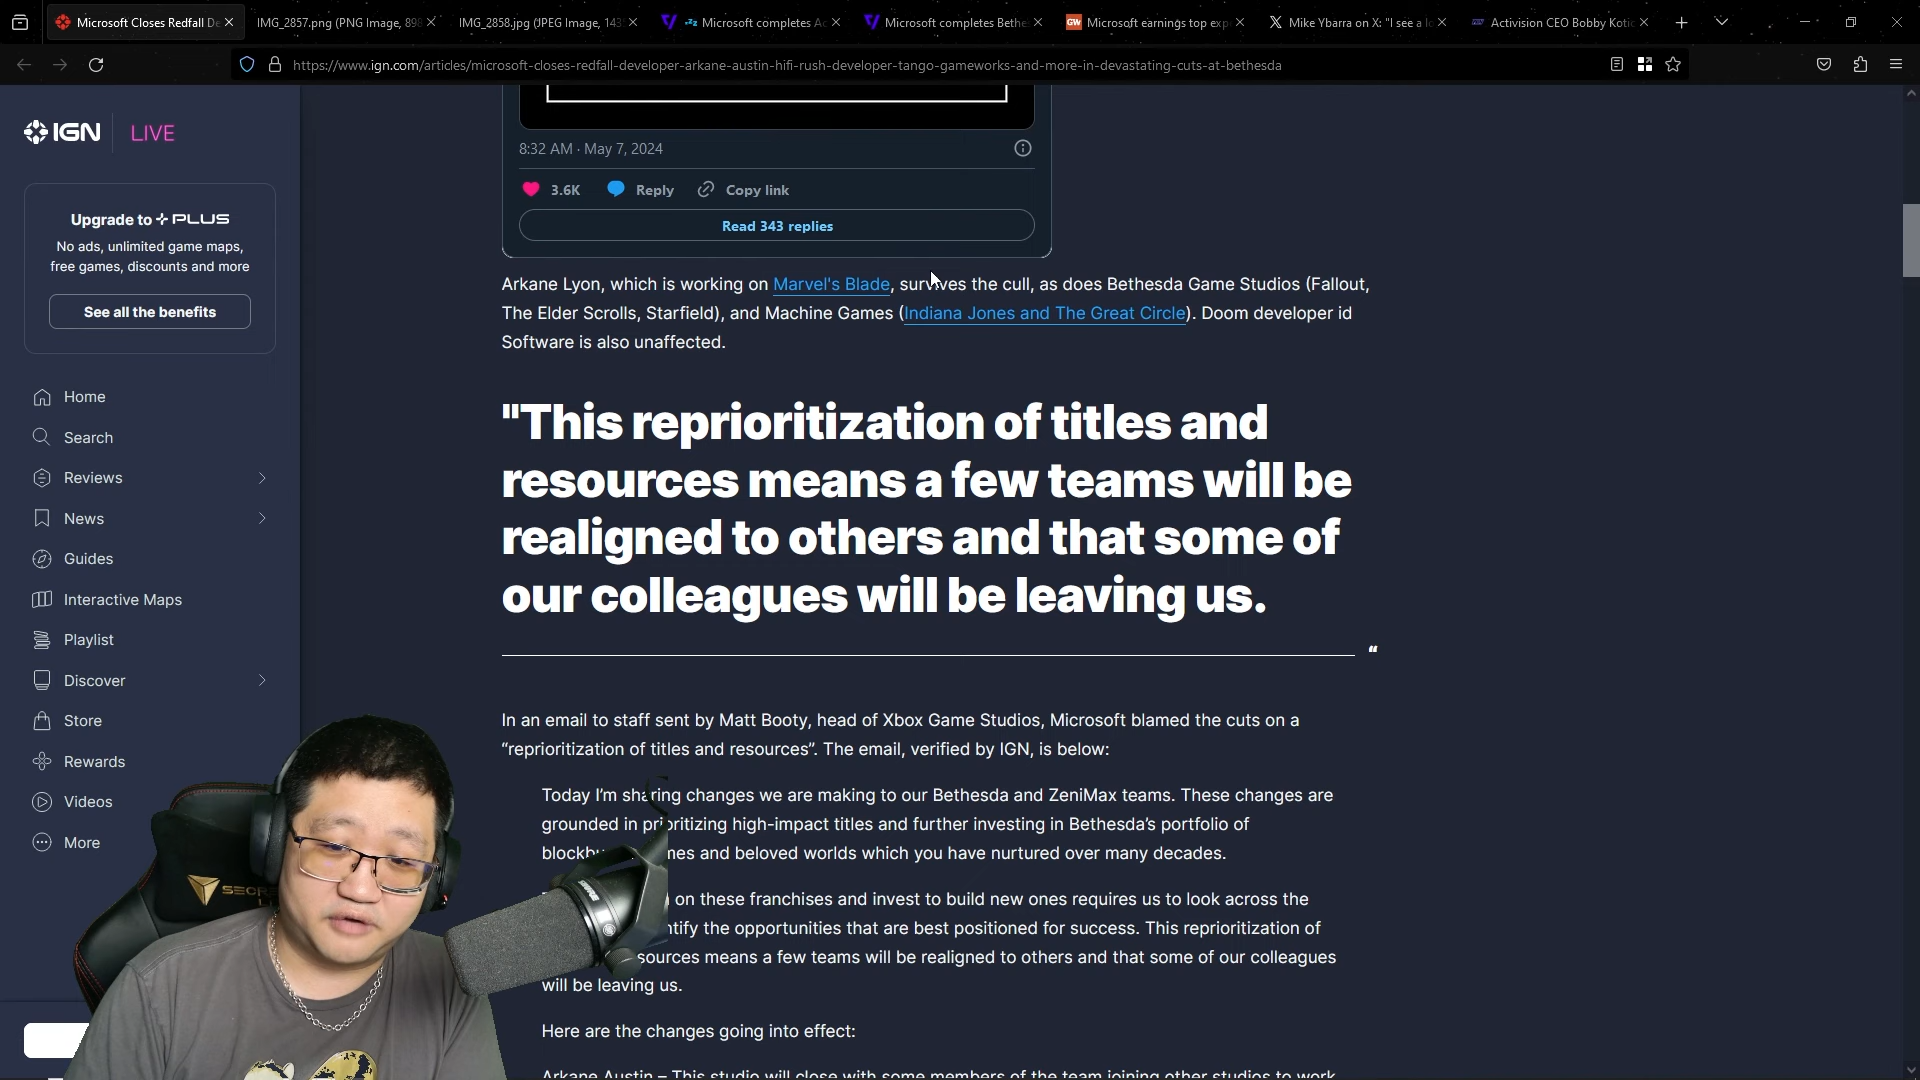 Microsoft Closes Redfall De
IMG_2857.png (PNG Image, 898
IMG_2858.jpg (JPEG Image, 143
Microsoft completes Ac
Microsoft completes Bethe
GW
Microsoft earnings top exp
Mike Ybarra on X: "I see a lo
Activision CEO Bobby Kotic
https://www.ign.com/articles/microsoft-closes-redfall-developer-arkane-austin-hifi-rush-developer-tango-gameworks-and-more-in-devastating-cuts-at-bethesda
IGN LIVE
Upgrade to PLUS
No ads, unlimited game maps,
free games, discounts and more
See all the benefits
Home
Search
Reviews
News
Guides
Interactive Maps
Playlist
Discover
Store
Rewards
Videos
More
8:32 AM · May 7, 2024
3.6K Reply Copy link
Read 343 replies
Arkane Lyon, which is working on Marvel's Blade, survives the cull, as does Bethesda Game Studios (Fallout,
The Elder Scrolls, Starfield), and Machine Games (Indiana Jones and The Great Circle). Doom developer id
Software is also unaffected.
"This reprioritization of titles and
resources means a few teams will be
realigned to others and that some of
our colleagues will be leaving us.
“
In an email to staff sent by Matt Booty, head of Xbox Game Studios, Microsoft blamed the cuts on a
“reprioritization of titles and resources”. The email, verified by IGN, is below:
Today I’m sharing changes we are making to our Bethesda and ZeniMax teams. These changes are
grounded in prioritizing high-impact titles and further investing in Bethesda’s portfolio of
mes and beloved worlds which you have nurtured over many decades.
on these franchises and invest to build new ones requires us to look across the
ntify the opportunities that are best positioned for success. This reprioritization of
sources means a few teams will be realigned to others and that some of our colleagues
will be leaving us.
Here are the changes going into effect:
Arkane Austin – This studio will close with some members of the team joining other studios to work